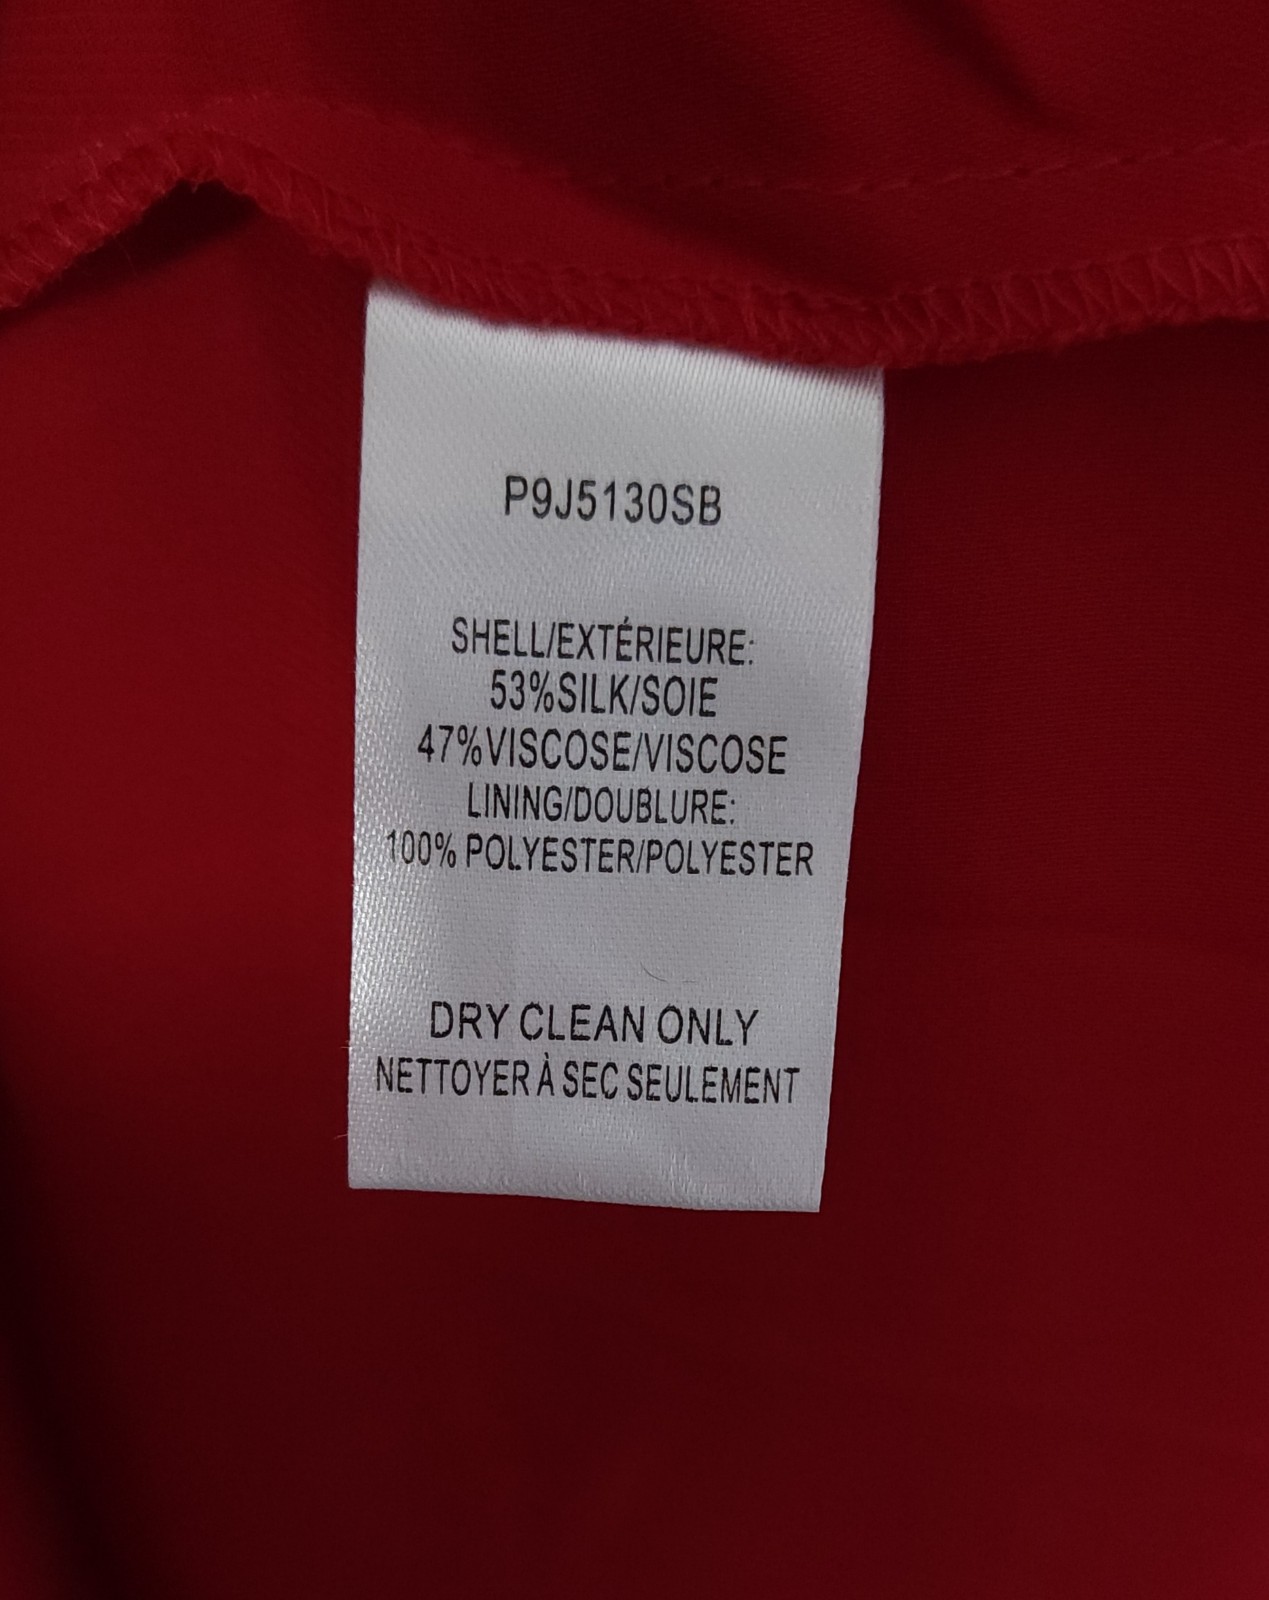 P9J5130SB
SHELL/EXTÉRIEURE:
53%SILK/SOIE
47%VISCOSE/VISCOSE
LINING/DOUBLURE:
100% POLYESTER/POLYESTER
DRY CLEAN ONLY
NETTOYER À SEC SEULEMENT